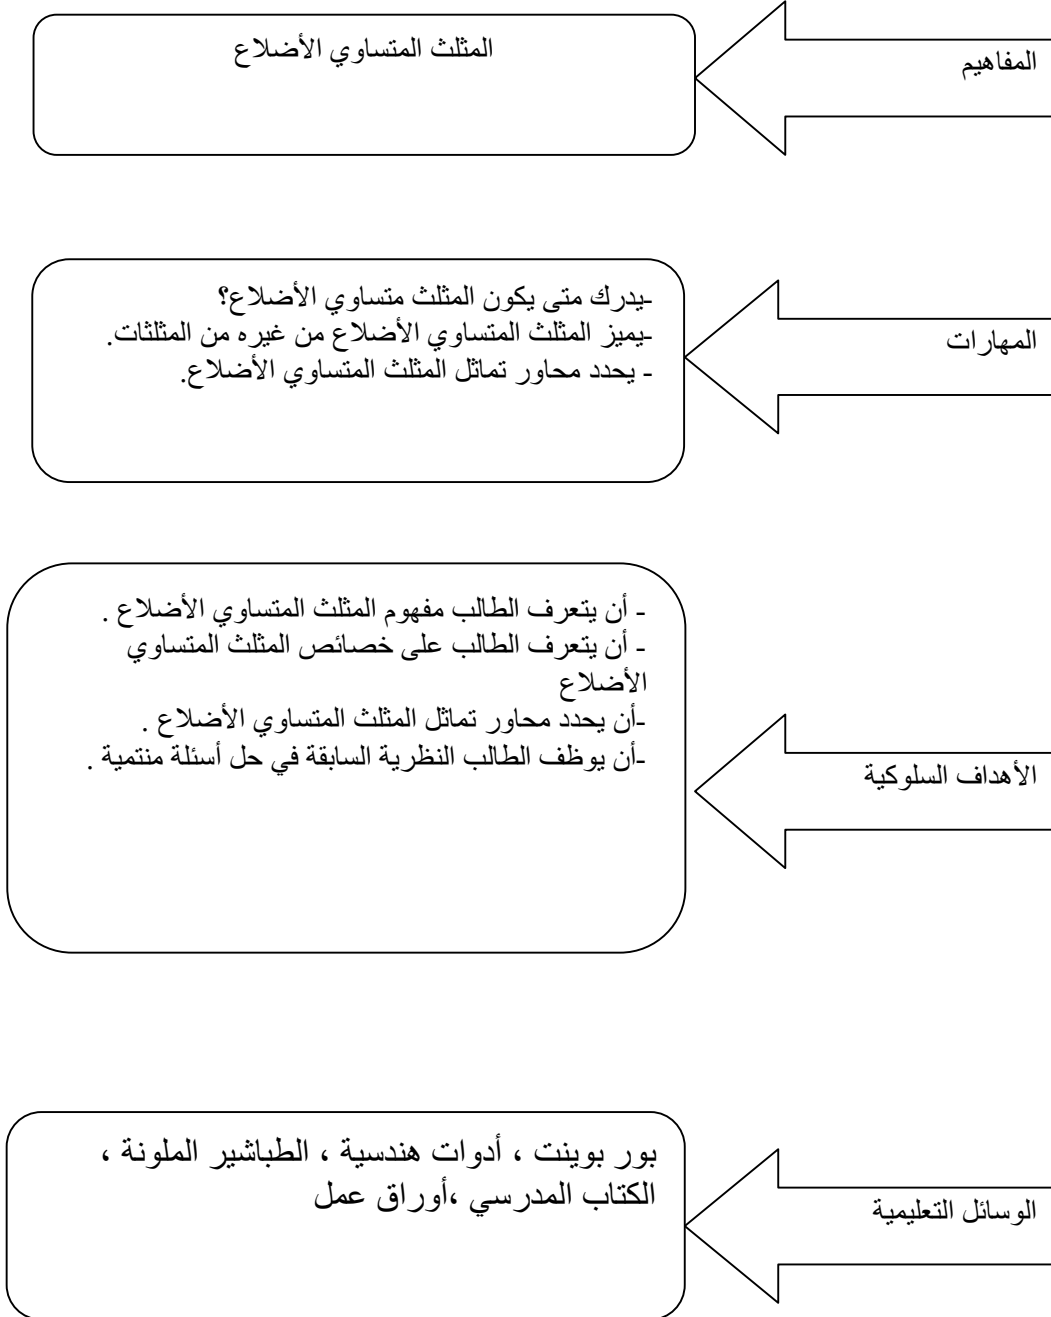 المفاهيم
المثلث المتساوي الأضلاع
المهارات
-يدرك متى يكون المثلث متساوي الأضلاع؟
-يميز المثلث المتساوي الأضلاع من غيره من المثلثات.
- يحدد محاور تماثل المثلث المتساوي الأضلاع.
الأهداف السلوكية
- أن يتعرف الطالب مفهوم المثلث المتساوي الأضلاع .
- أن يتعرف الطالب على خصائص المثلث المتساوي
الأضلاع
-أن يحدد محاور تماثل المثلث المتساوي الأضلاع .
-أن يوظف الطالب النظرية السابقة في حل أسئلة منتمية .
الوسائل التعليمية
بور بوينت ، أدوات هندسية ، الطباشير الملونة ،
الكتاب المدرسي ،أوراق عمل